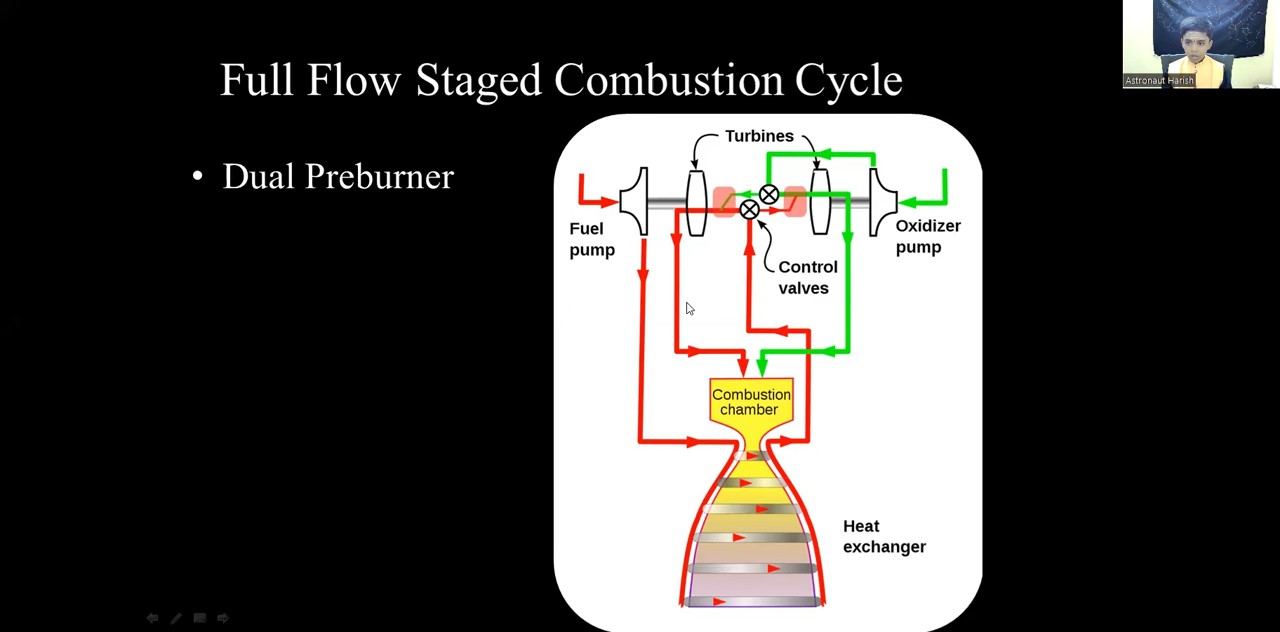 Full Flow Staged Combustion Cycle
Astronaut Harish
• Dual Preburner
Turbines
Fuel
pump
Oxidizer
pump
Control
valves
Combustion
chamber
Heat
exchanger